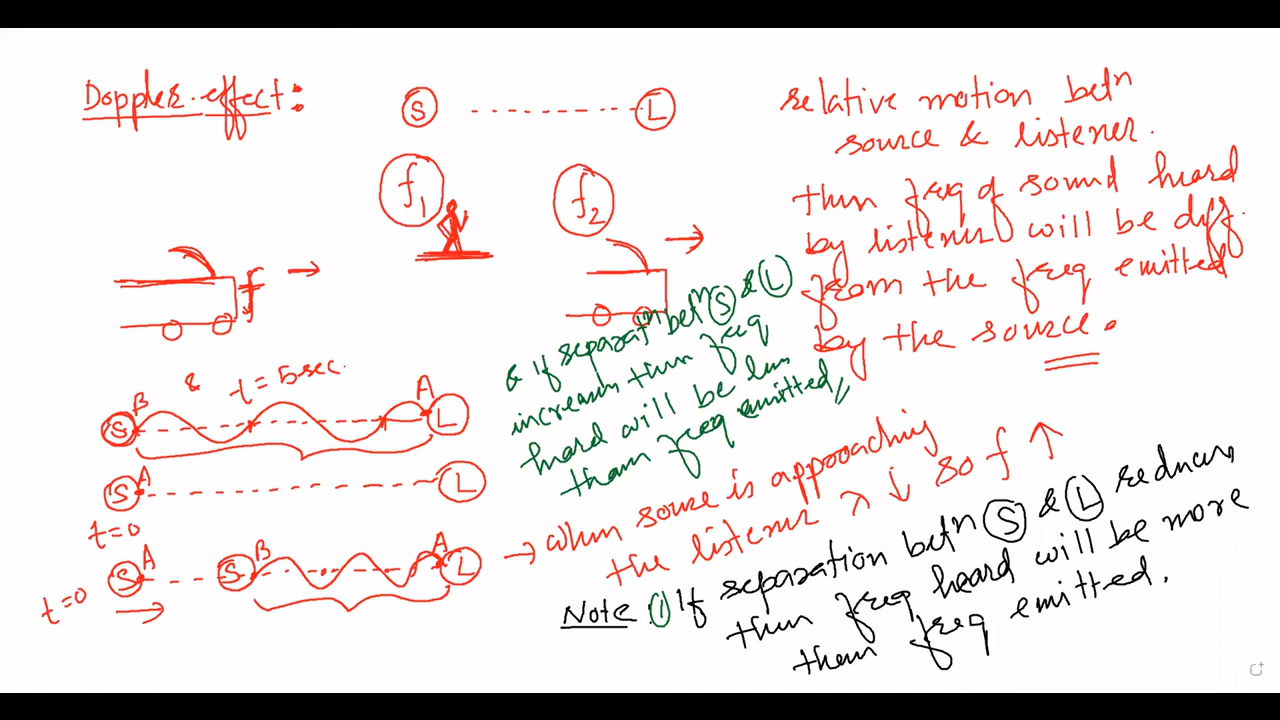 Doppler effect:
S L
relative motion betn
source & listener.
then freq of sound heard
by listener will be diff.
from the freq emitted
by the source.
f1
f2
f
& t = 5 sec.
B A
S L
A
S L
t=0
A B A
S S L
t=0
& If separatn betn S & L
increases then freq
heard will be less
than freq emitted
→ when source is approaching
the listener λ ↓ so f ↑
Note ① If separation betn S & L reduces
then freq heard will be more
than freq emitted.